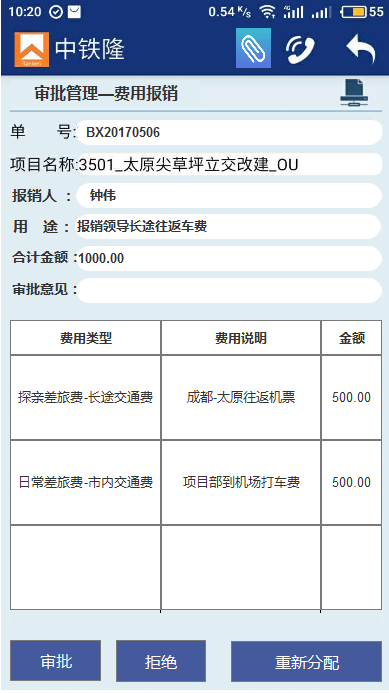 10:20 0.54 K/s 4G 55
中铁隆
审批管理—费用报销
单 号: BX20170506
项目名称:3501_太原尖草坪立交改建_OU
报销人 : 钟伟
用 途 : 报销领导长途往返车费
合计金额 :1000.00
审批意见 :
费用类型 费用说明 金额
探亲差旅费-长途交通费 成都-太原往返机票 500.00
日常差旅费-市内交通费 项目部到机场打车费 500.00
审批 拒绝 重新分配